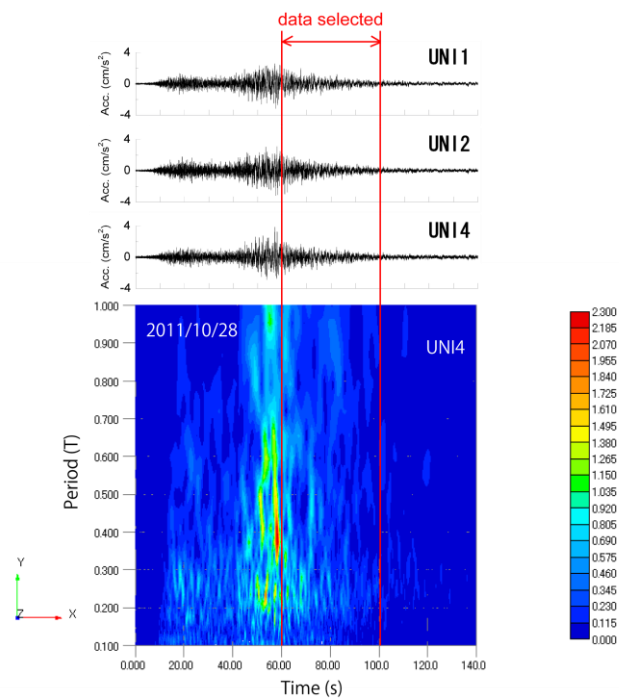 data selected
UNI1
4
0
-4
Acc. (cm/s²)
UNI2
4
0
-4
Acc. (cm/s²)
UNI4
4
0
-4
Acc. (cm/s²)
2011/10/28
UNI4
1.000
0.900
0.800
0.700
0.600
0.500
0.400
0.300
0.200
0.100
Period (T)
0.000 20.00 40.00 60.00 80.00 100.0 120.0 140.0
Time (s)
Y
Z
X
2.300
2.185
2.070
1.955
1.840
1.725
1.610
1.495
1.380
1.265
1.150
1.035
0.920
0.805
0.690
0.575
0.460
0.345
0.230
0.115
0.000